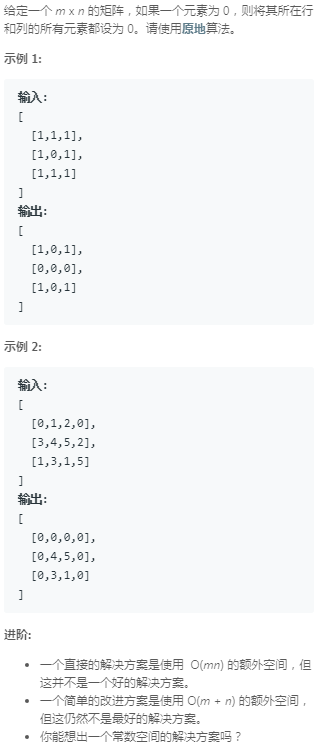 给定一个 m x n 的矩阵，如果一个元素为 0，则将其所在行
和列的所有元素都设为 0。请使用原地算法。
示例 1:
输入:
[
[1,1,1],
[1,0,1],
[1,1,1]
]
输出:
[
[1,0,1],
[0,0,0],
[1,0,1]
]
示例 2:
输入:
[
[0,1,2,0],
[3,4,5,2],
[1,3,1,5]
]
输出:
[
[0,0,0,0],
[0,4,5,0],
[0,3,1,0]
]
进阶:
• 一个直接的解决方案是使用 O(mn) 的额外空间，但
这并不是一个好的解决方案。
• 一个简单的改进方案是使用 O(m + n) 的额外空间，
但这仍然不是最好的解决方案。
• 你能想出一个常数空间的解决方案吗？